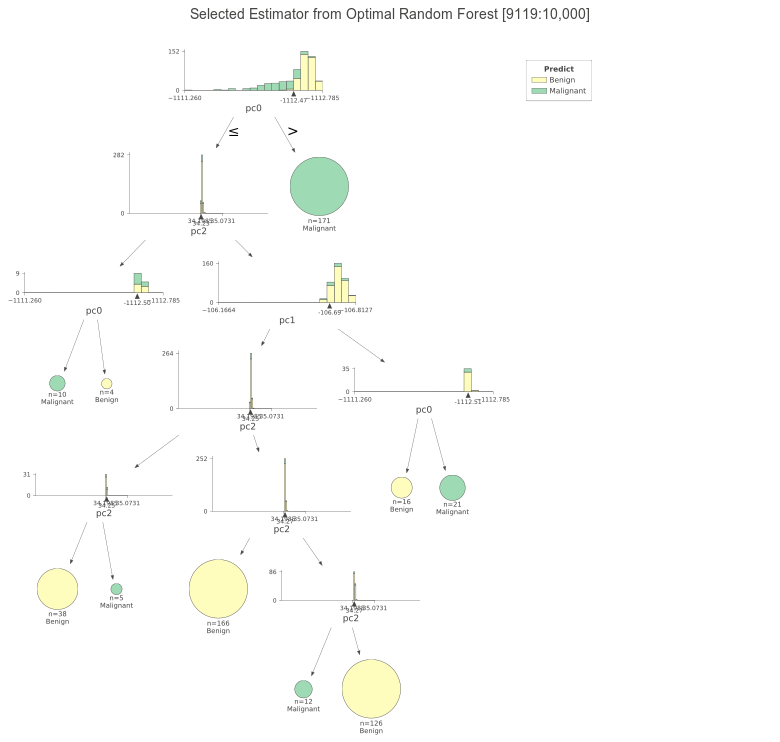 Selected Estimator from Optimal Random Forest [9119:10,000]
152
0
−1111.260
−1112.47
−1112.785
pc0
Predict
Benign
Malignant
≤
>
282
0
pc2
n=171
Malignant
9
0
−1111.260
−1112.50
−1112.785
pc0
160
0
−106.1664
−106.69
−106.8127
pc1
n=10
Malignant
n=4
Benign
264
0
pc2
35
0
−1111.260
−1112.51
−1112.785
pc0
31
0
pc2
252
0
pc2
n=16
Benign
n=21
Malignant
n=38
Benign
n=5
Malignant
n=166
Benign
86
0
pc2
n=12
Malignant
n=126
Benign